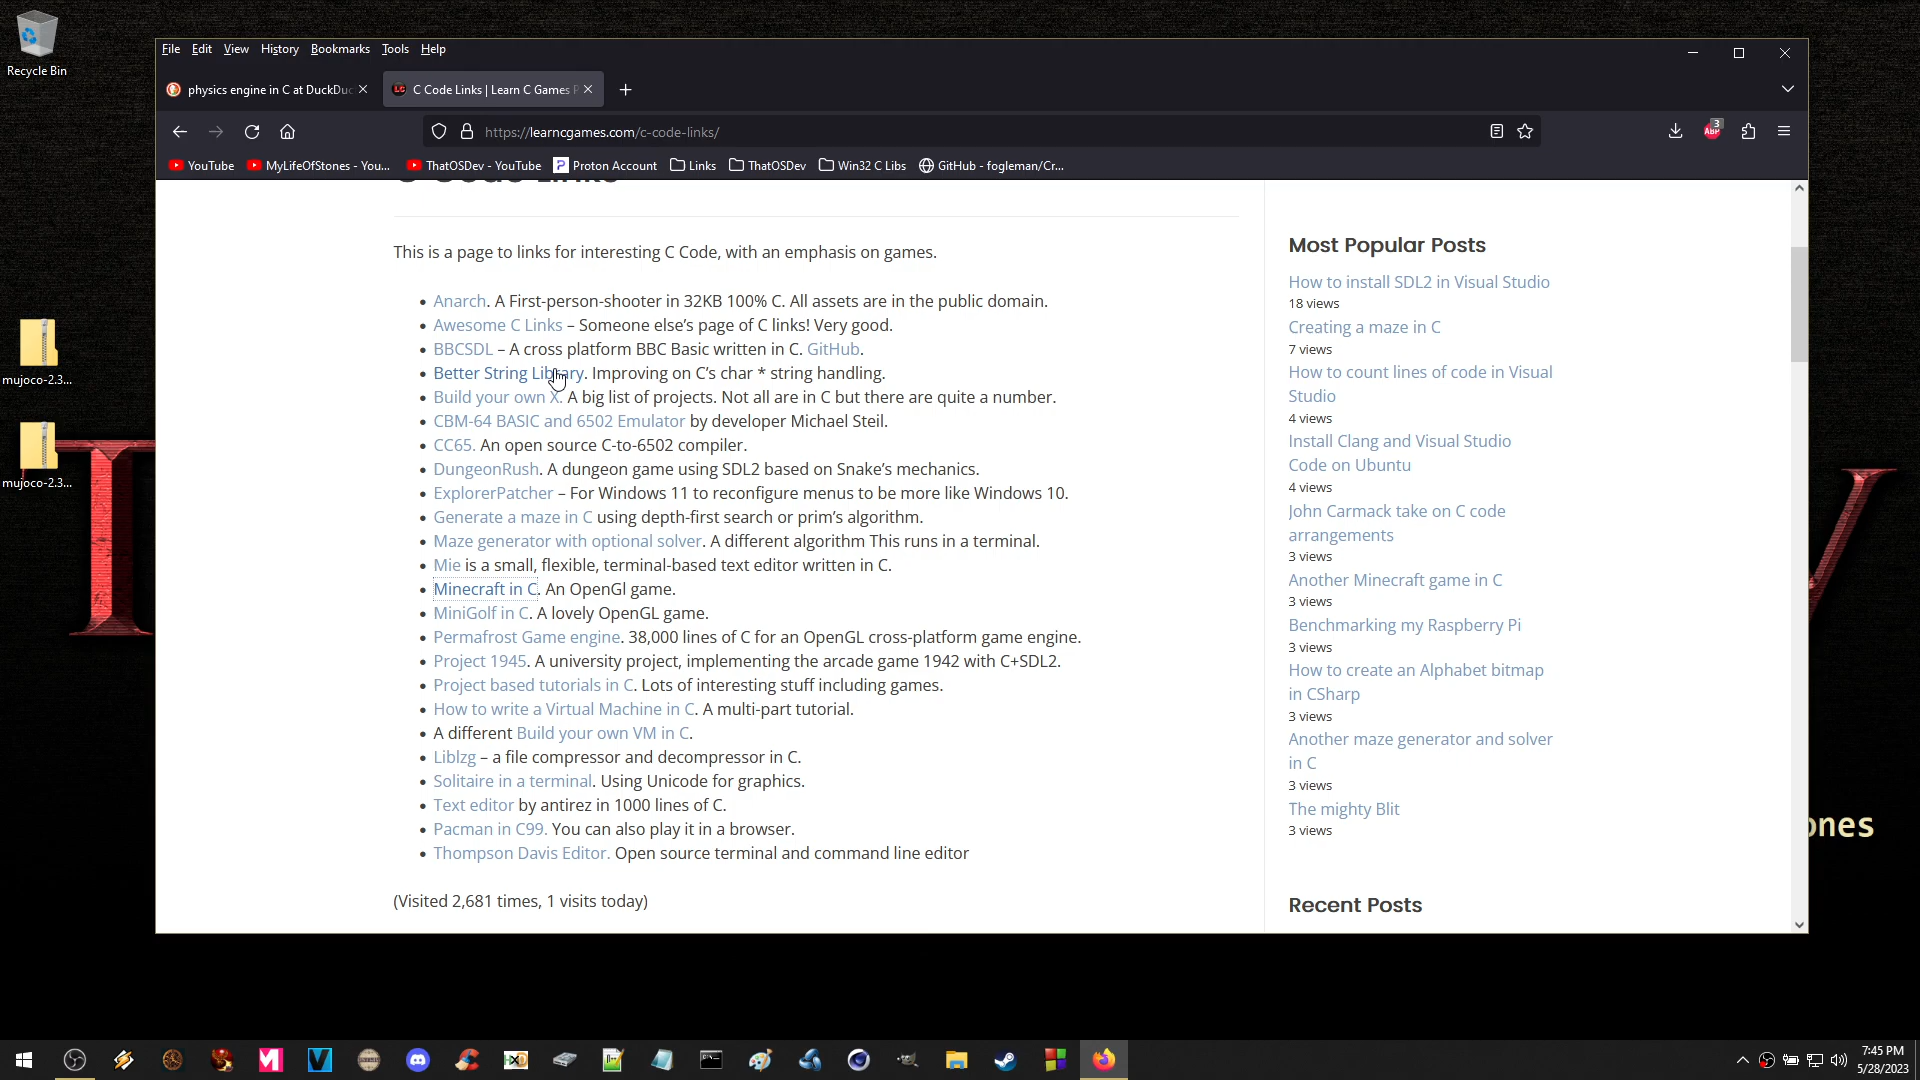 Recycle Bin
mujoco-2.3...
mujoco-2.3...
File Edit View History Bookmarks Tools Help
physics engine in C at DuckDuc
C Code Links | Learn C Games P
https://learncgames.com/c-code-links/
3
ABP
YouTube
MyLifeOfStones - You...
ThatOSDev - YouTube
Proton Account
Links
ThatOSDev
Win32 C Libs
GitHub - fogleman/Cr...
C Code Links
This is a page to links for interesting C Code, with an emphasis on games.
• Anarch. A First-person-shooter in 32KB 100% C. All assets are in the public domain.
• Awesome C Links – Someone else’s page of C links! Very good.
• BBCSDL – A cross platform BBC Basic written in C. GitHub.
• Better String Library. Improving on C’s char * string handling.
• Build your own X. A big list of projects. Not all are in C but there are quite a number.
• CBM-64 BASIC and 6502 Emulator by developer Michael Steil.
• CC65. An open source C-to-6502 compiler.
• DungeonRush. A dungeon game using SDL2 based on Snake’s mechanics.
• ExplorerPatcher – For Windows 11 to reconfigure menus to be more like Windows 10.
• Generate a maze in C using depth-first search or prim’s algorithm.
• Maze generator with optional solver. A different algorithm This runs in a terminal.
• Mie is a small, flexible, terminal-based text editor written in C.
• Minecraft in C. An OpenGl game.
• MiniGolf in C. A lovely OpenGL game.
• Permafrost Game engine. 38,000 lines of C for an OpenGL cross-platform game engine.
• Project 1945. A university project, implementing the arcade game 1942 with C+SDL2.
• Project based tutorials in C. Lots of interesting stuff including games.
• How to write a Virtual Machine in C. A multi-part tutorial.
• A different Build your own VM in C.
• Liblzg – a file compressor and decompressor in C.
• Solitaire in a terminal. Using Unicode for graphics.
• Text editor by antirez in 1000 lines of C.
• Pacman in C99. You can also play it in a browser.
• Thompson Davis Editor. Open source terminal and command line editor
(Visited 2,681 times, 1 visits today)
Most Popular Posts
How to install SDL2 in Visual Studio
18 views
Creating a maze in C
7 views
How to count lines of code in Visual
Studio
4 views
Install Clang and Visual Studio
Code on Ubuntu
4 views
John Carmack take on C code
arrangements
3 views
Another Minecraft game in C
3 views
Benchmarking my Raspberry Pi
3 views
How to create an Alphabet bitmap
in CSharp
3 views
Another maze generator and solver
in C
3 views
The mighty Blit
3 views
Recent Posts
ones
7:45 PM
5/28/2023